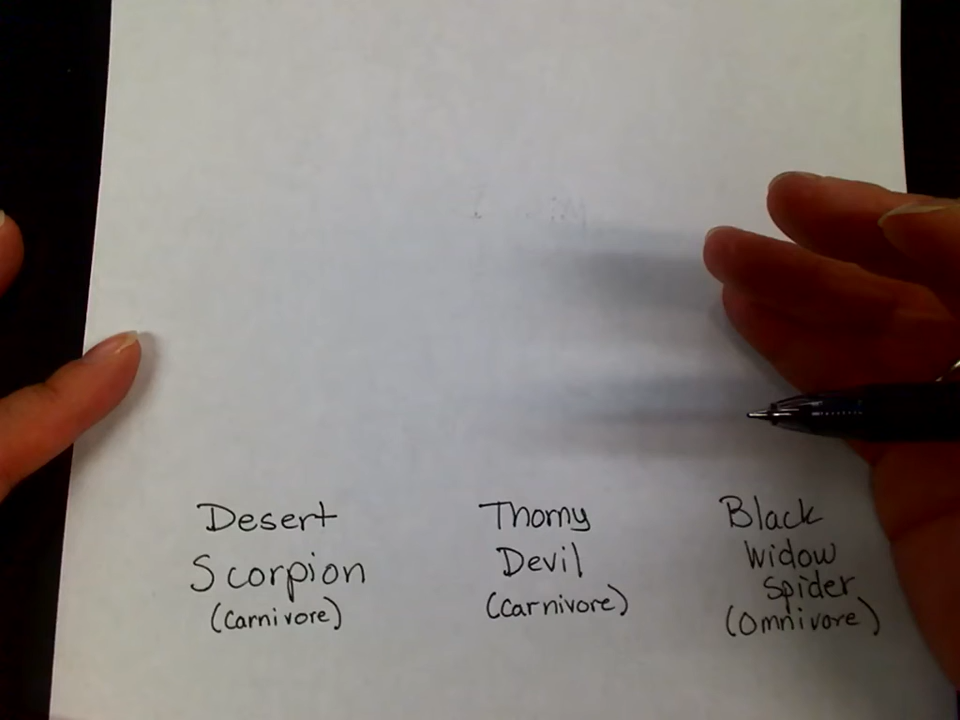 Desert
Scorpion
(Carnivore)
Thorny
Devil
(Carnivore)
Black
Widow
Spider
(Omnivore)